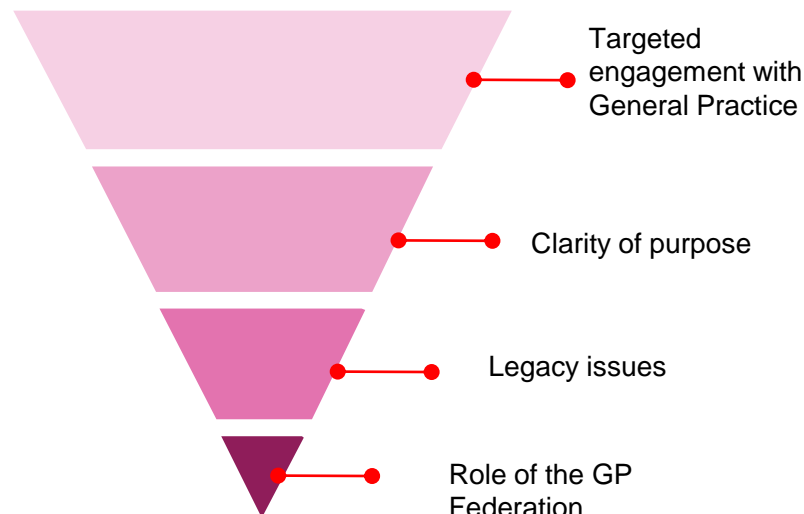 Targeted
engagement with
General Practice
Clarity of purpose
Legacy issues
Role of the GP
Federation